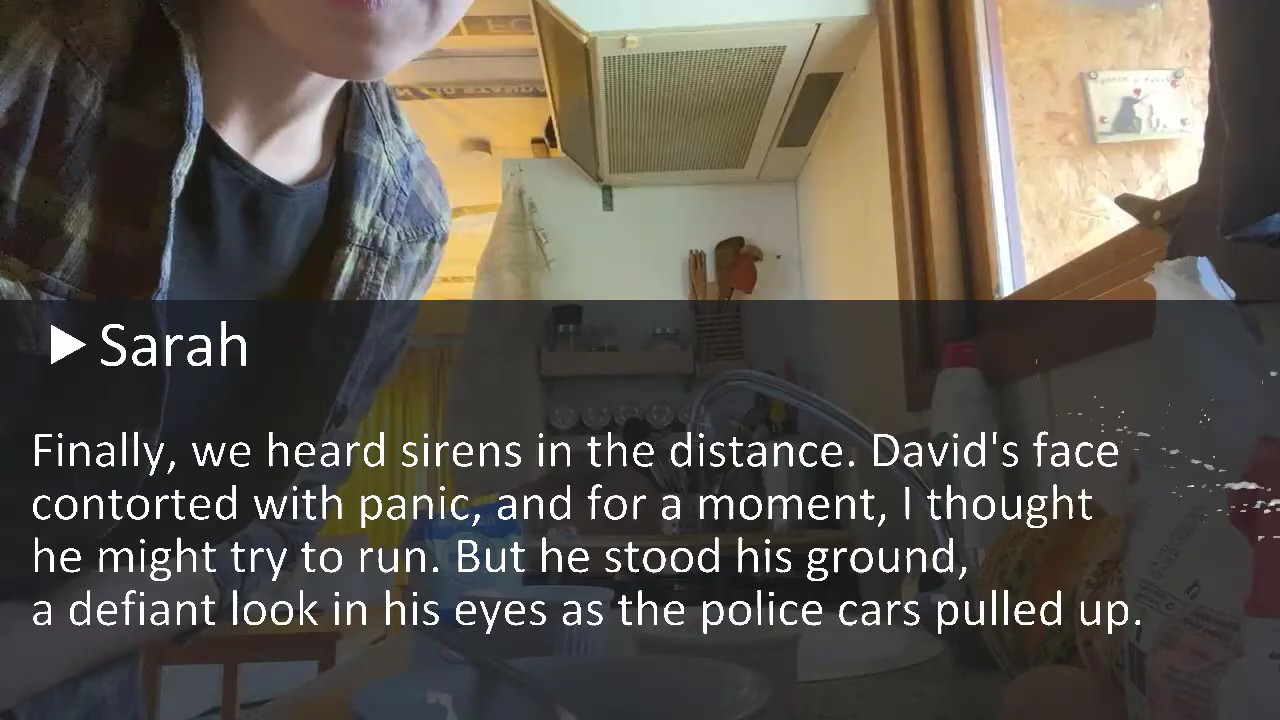 Sarah
Finally, we heard sirens in the distance. David's face
contorted with panic, and for a moment, I thought
he might try to run. But he stood his ground,
a defiant look in his eyes as the police cars pulled up.